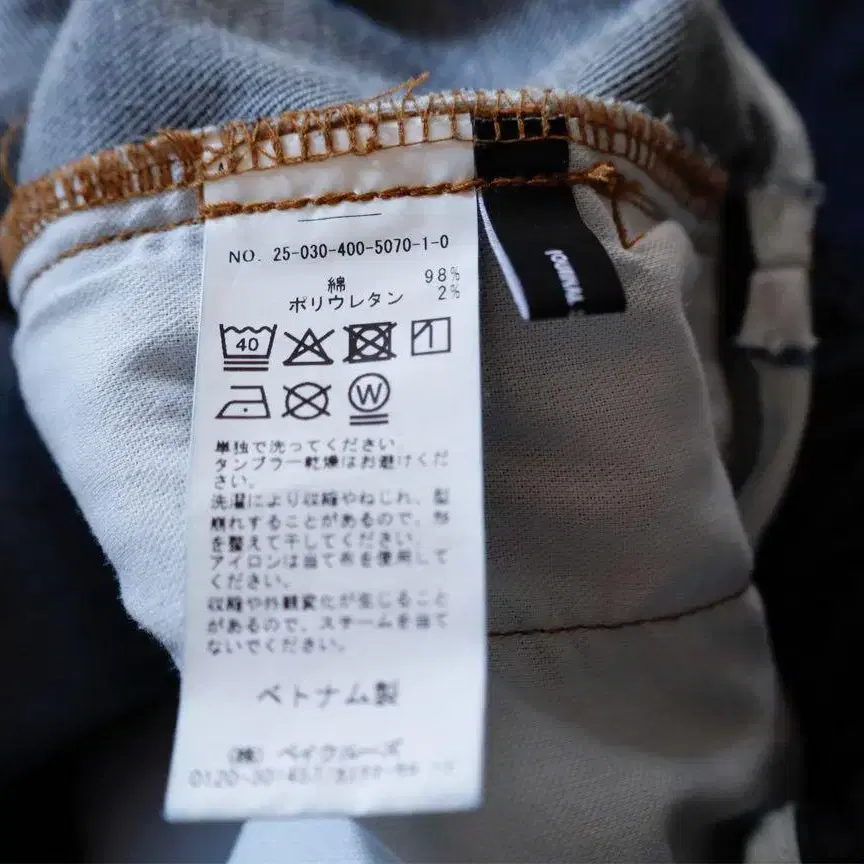 NO. 25-030-400-5070-1-0
綿 98%
ポリウレタン 2%
40
W
単独で洗ってください
タンブラー乾燥はお避けくだ
さい。
洗濯により収縮やねじれ、型
崩れすることがあるので、形
を整えて干してください。
アイロンは当て布を使用して
ください。
収縮や外観変化が生じること
があるので、スチームを当て
ないでください。
ベトナム製
(株) ベイクルーズ
JOURNAL